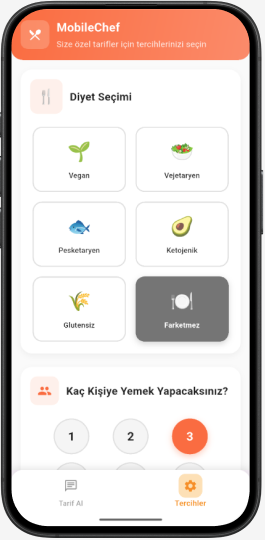 MobileChef
Size özel tarifler için tercihlerinizi seçin
Diyet Seçimi
Vegan
Vejetaryen
Pesketaryen
Ketojenik
Glutensiz
Farketmez
Kaç Kişiye Yemek Yapacaksınız?
1
2
3
Tarif Al
Tercihler